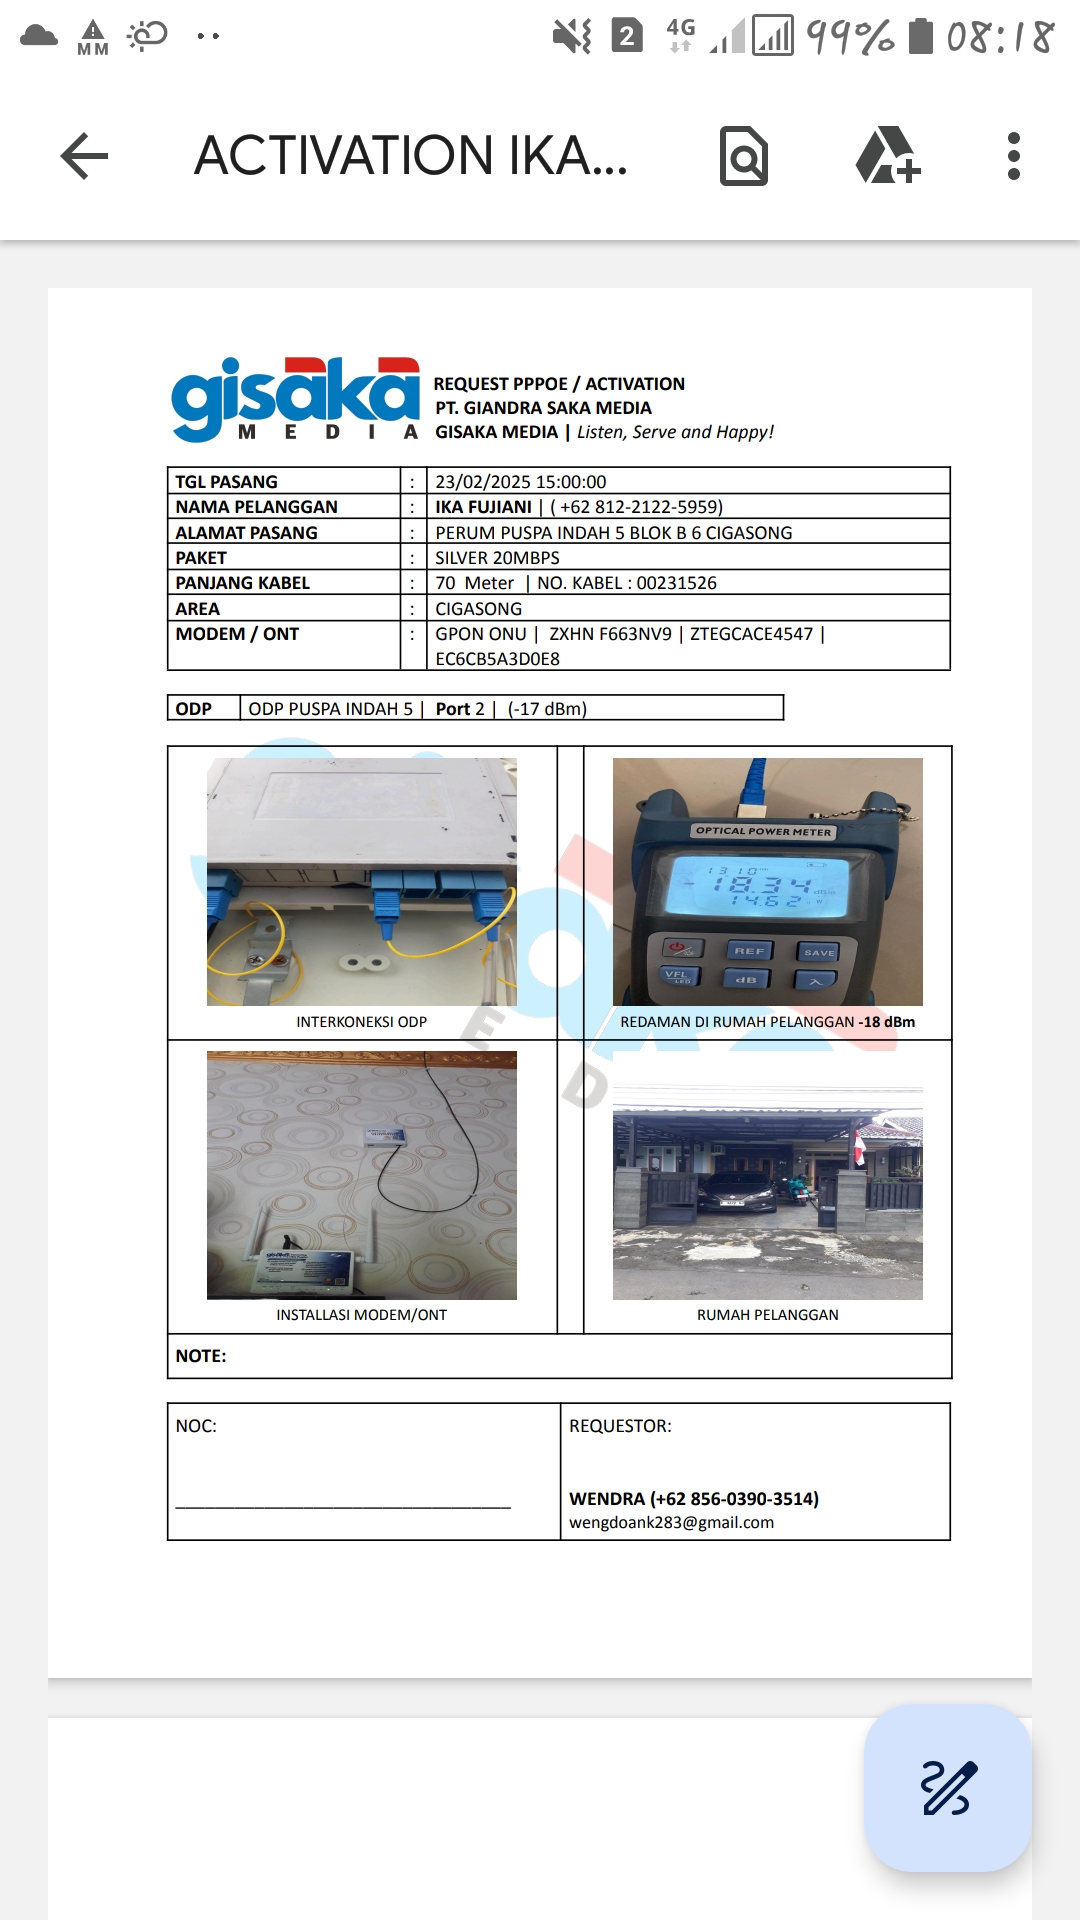 MM
2
4G
99%
08:18
ACTIVATION IKA...
gisaka
MEDIA
REQUEST PPPOE / ACTIVATION
PT. GIANDRA SAKA MEDIA
GISAKA MEDIA | Listen, Serve and Happy!
TGL PASANG : 23/02/2025 15:00:00
NAMA PELANGGAN : IKA FUJIANI | ( +62 812-2122-5959)
ALAMAT PASANG : PERUM PUSPA INDAH 5 BLOK B 6 CIGASONG
PAKET : SILVER 20MBPS
PANJANG KABEL : 70 Meter | NO. KABEL : 00231526
AREA : CIGASONG
MODEM / ONT : GPON ONU | ZXHN F663NV9 | ZTEGCACE4547 |
EC6CB5A3D0E8
ODP ODP PUSPA INDAH 5 | Port 2 | (-17 dBm)
OPTICAL POWER METER
1310
-18.34
14.62
REF
SAVE
VFL
LED
dB
λ
INTERKONEKSI ODP
REDAMAN DI RUMAH PELANGGAN -18 dBm
INSTALLASI MODEM/ONT
RUMAH PELANGGAN
NOTE:
NOC:
REQUESTOR:
WENDRA (+62 856-0390-3514)
wengdoank283@gmail.com